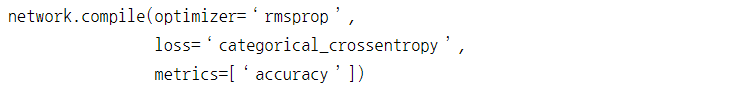 network.compile(optimizer=‘rmsprop’,
loss=‘categorical_crossentropy’,
metrics=[‘accuracy’])